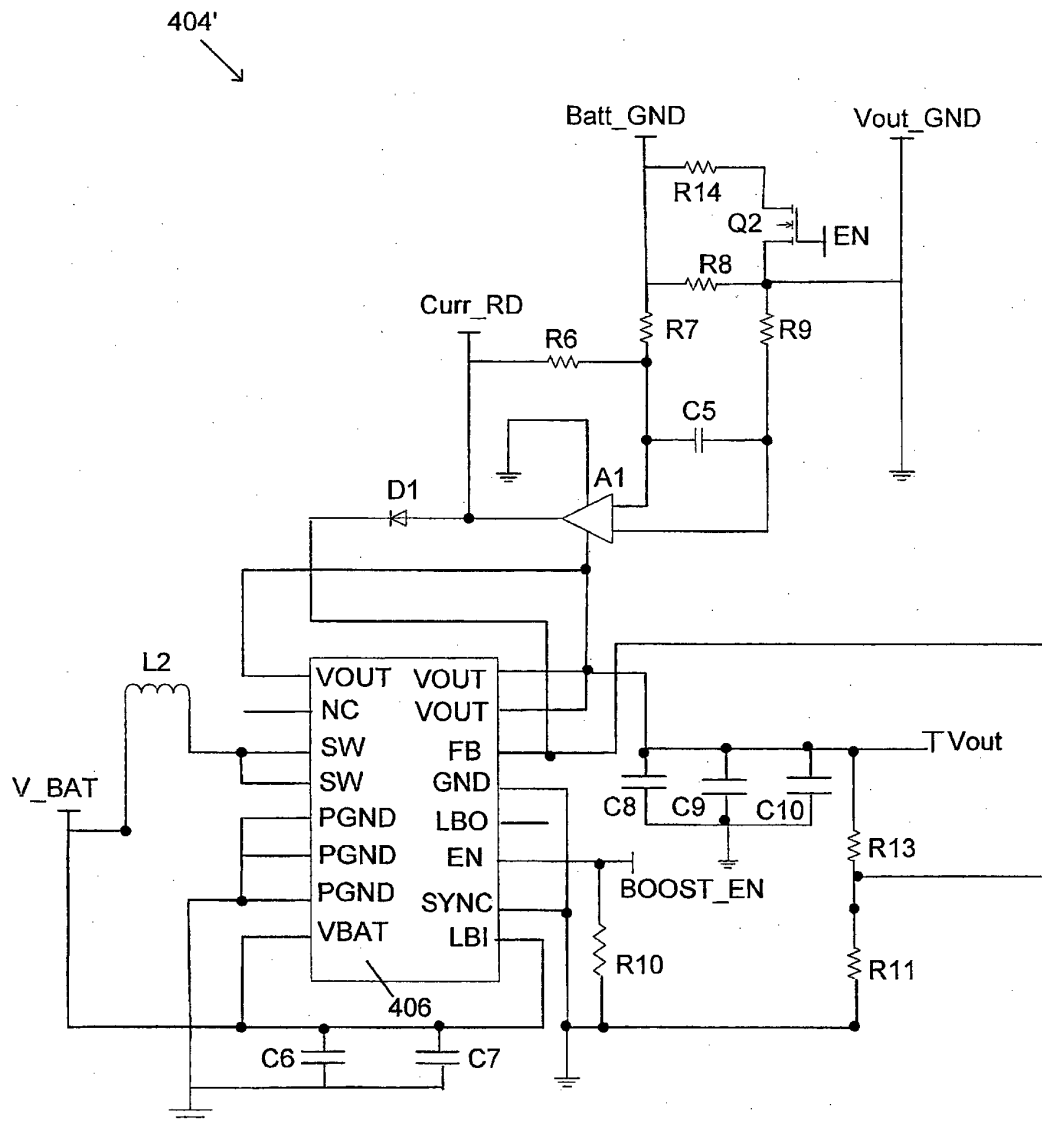 404'
Batt_GND
Vout_GND
R14
Q2
EN
R8
Curr_RD
R6
R7
R9
C5
A1
D1
L2
VOUT VOUT
NC VOUT
SW FB
SW GND
V_BAT
PGND LBO
PGND EN
PGND SYNC
VBAT LBI
C8 C9 C10
Vout
R13
BOOST_EN
R10
R11
406
C6 C7